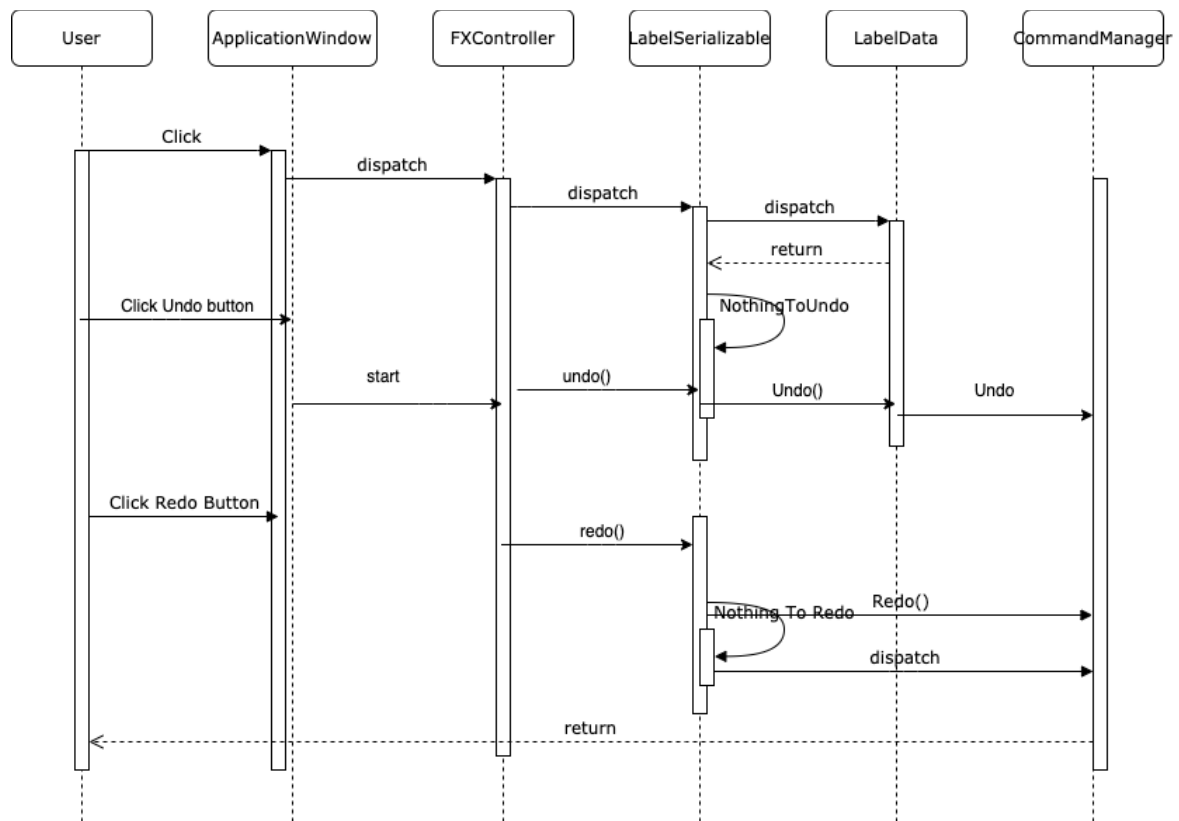 User
ApplicationWindow
FXController
LabelSerializable
LabelData
CommandManager
Click
dispatch
dispatch
dispatch
return
Click Undo button
NothingToUndo
start
undo()
Undo()
Undo
Click Redo Button
redo()
Redo()
Nothing To Redo
dispatch
return